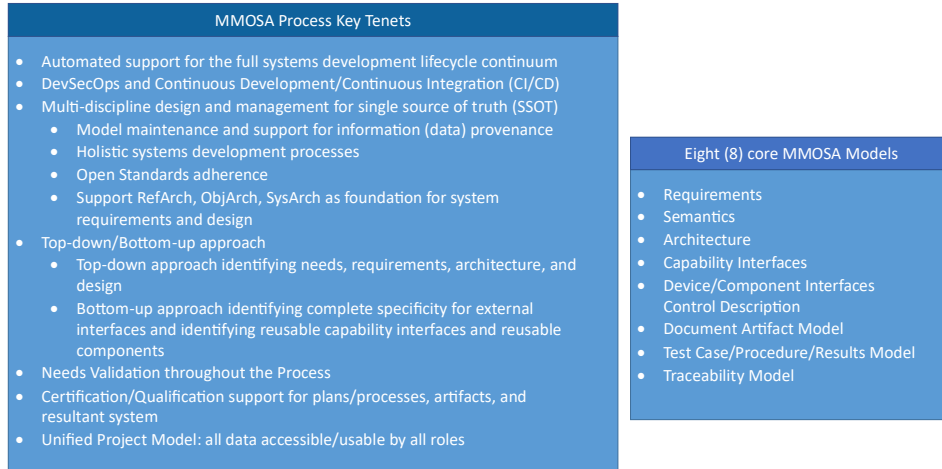 MMOSA Process Key Tenets
• Automated support for the full systems development lifecycle continuum
• DevSecOps and Continuous Development/Continuous Integration (CI/CD)
• Multi-discipline design and management for single source of truth (SSOT)
• Model maintenance and support for information (data) provenance
• Holistic systems development processes
• Open Standards adherence
• Support RefArch, ObjArch, SysArch as foundation for system
requirements and design
• Top-down/Bottom-up approach
• Top-down approach identifying needs, requirements, architecture, and
design
• Bottom-up approach identifying complete specificity for external
interfaces and identifying reusable capability interfaces and reusable
components
• Needs Validation throughout the Process
• Certification/Qualification support for plans/processes, artifacts, and
resultant system
• Unified Project Model: all data accessible/usable by all roles
Eight (8) core MMOSA Models
• Requirements
• Semantics
• Architecture
• Capability Interfaces
• Device/Component Interfaces
Control Description
• Document Artifact Model
• Test Case/Procedure/Results Model
• Traceability Model